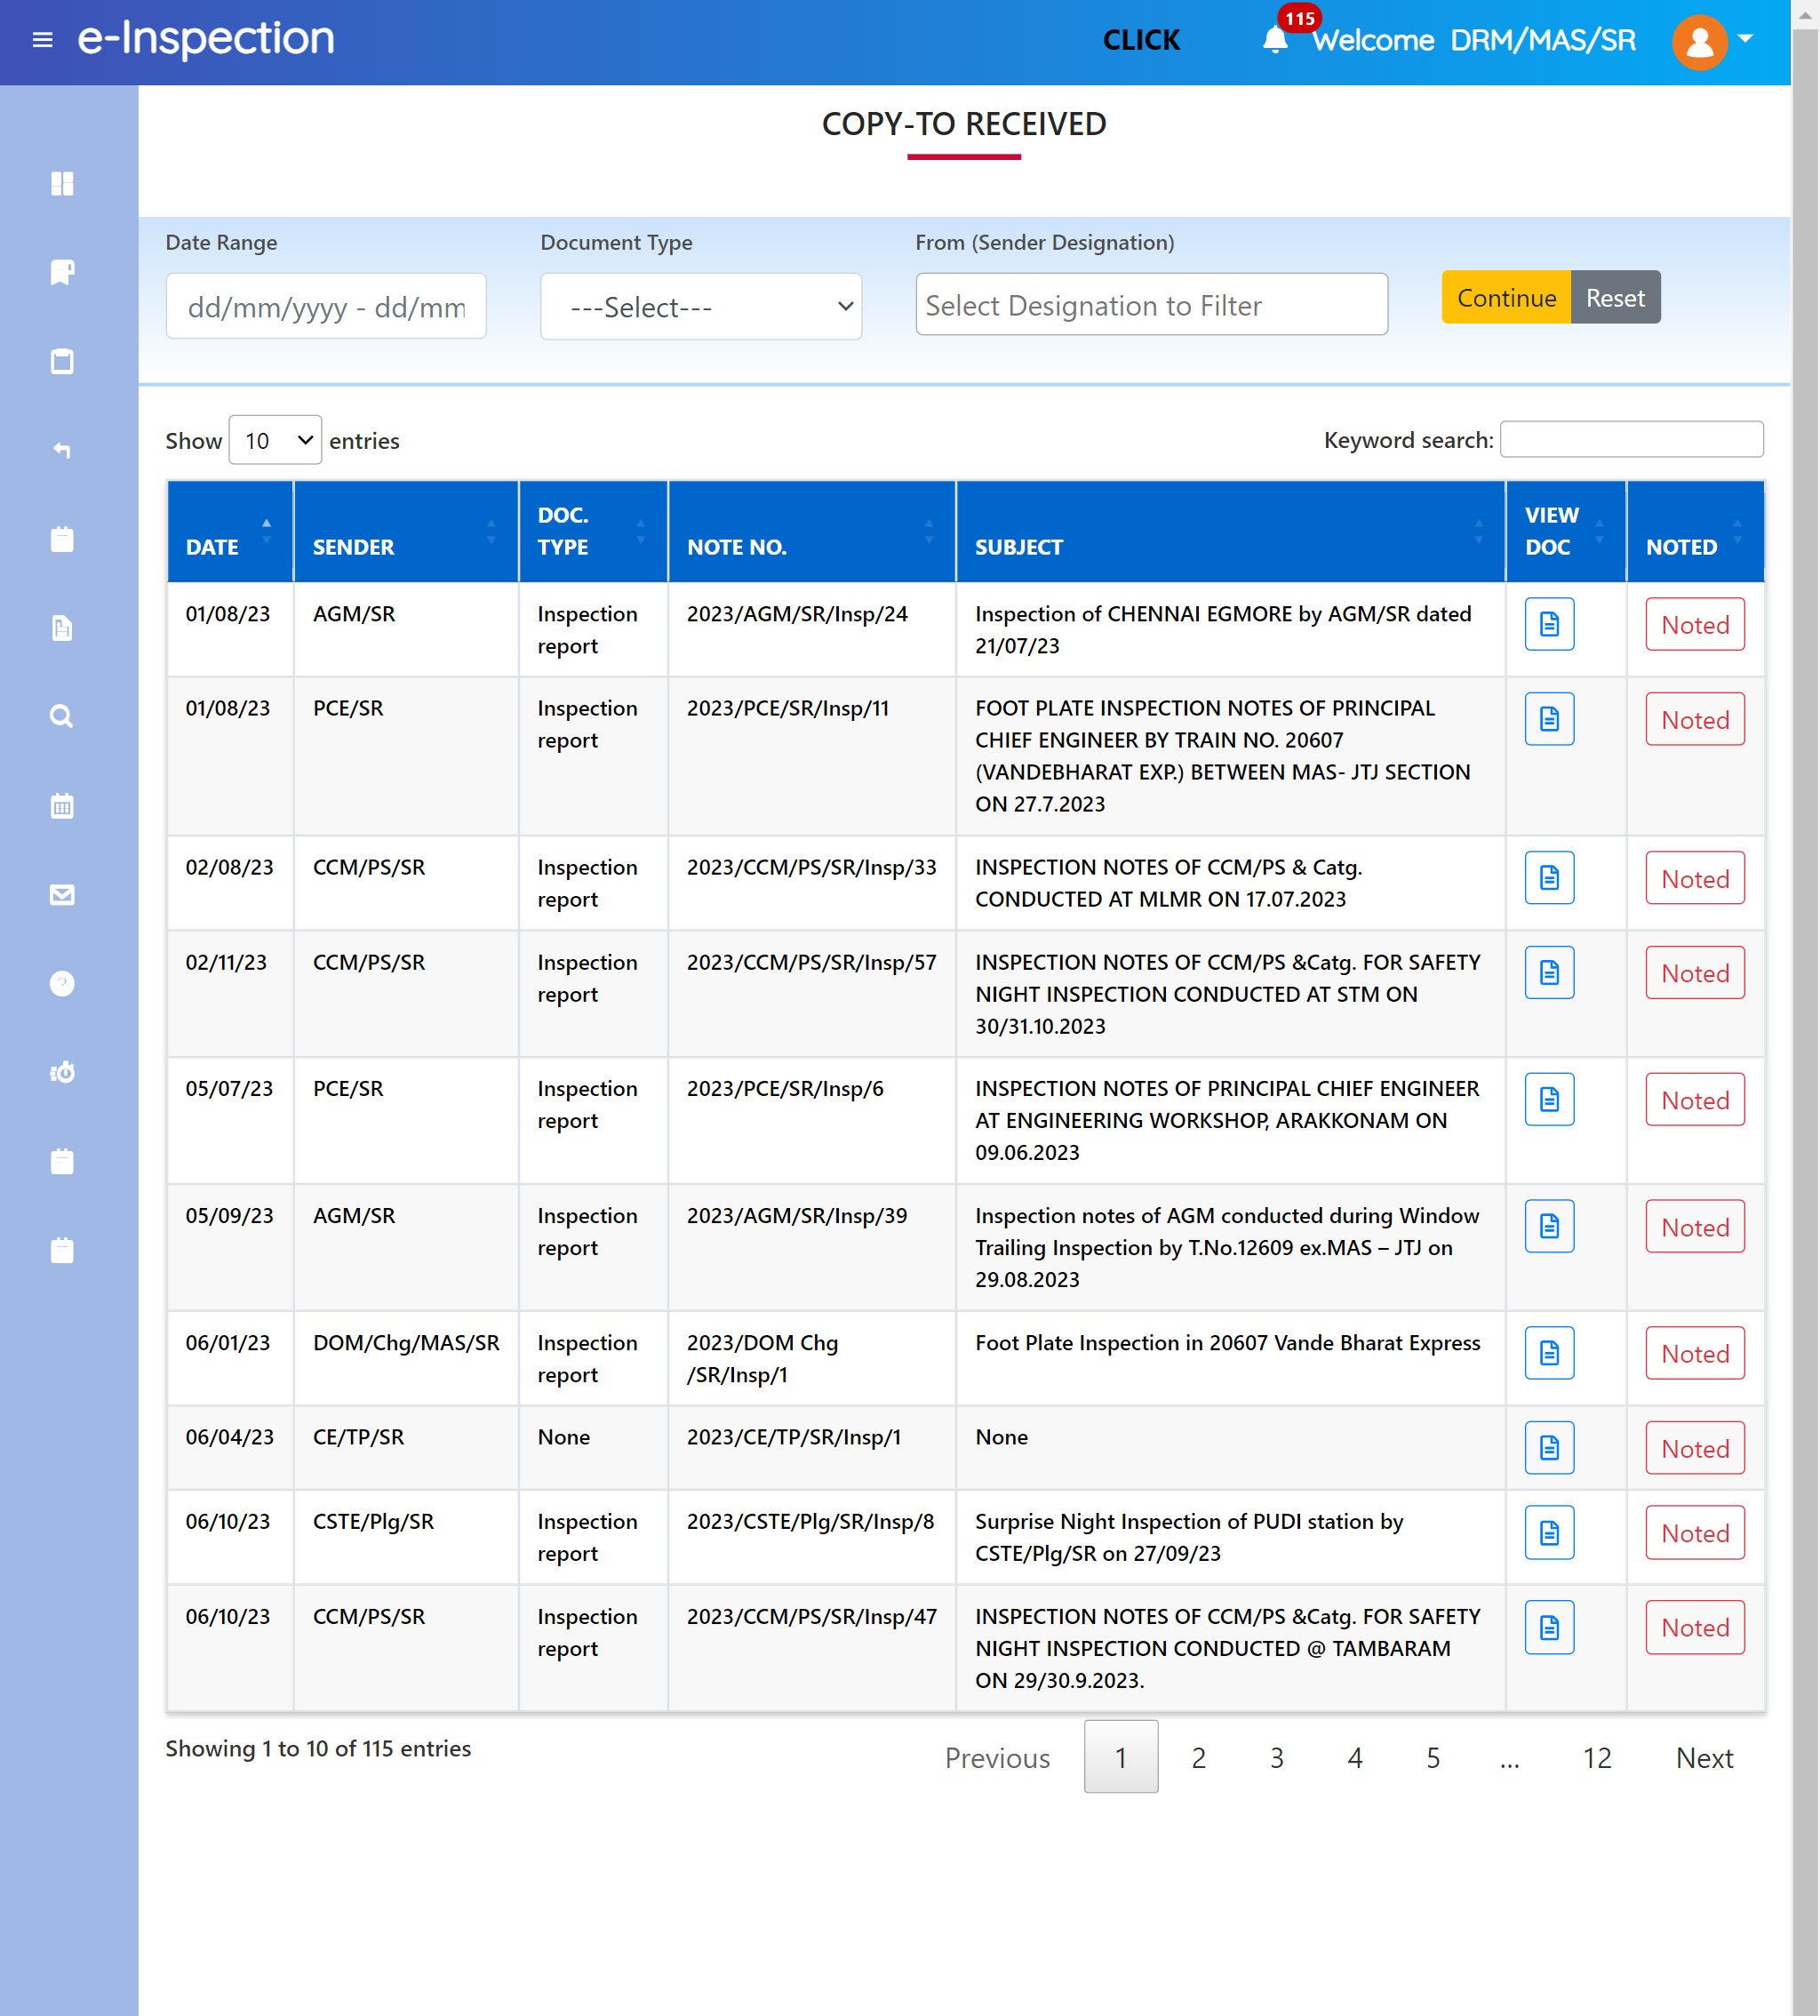 e-Inspection
CLICK
115
Welcome DRM/MAS/SR
COPY-TO RECEIVED
Date Range
Document Type
From (Sender Designation)
dd/mm/yyyy - dd/mm
---Select---
Select Designation to Filter
Continue
Reset
Show 10 entries
Keyword search:
DATE SENDER DOC. TYPE NOTE NO. SUBJECT VIEW DOC NOTED
01/08/23 AGM/SR Inspection 2023/AGM/SR/Insp/24 Inspection of CHENNAI EGMORE by AGM/SR dated Noted
report 21/07/23
01/08/23 PCE/SR Inspection 2023/PCE/SR/Insp/11 FOOT PLATE INSPECTION NOTES OF PRINCIPAL Noted
report CHIEF ENGINEER BY TRAIN NO. 20607
(VANDEBHARAT EXP.) BETWEEN MAS- JTJ SECTION
ON 27.7.2023
02/08/23 CCM/PS/SR Inspection 2023/CCM/PS/SR/Insp/33 INSPECTION NOTES OF CCM/PS & Catg. Noted
report CONDUCTED AT MLMR ON 17.07.2023
02/11/23 CCM/PS/SR Inspection 2023/CCM/PS/SR/Insp/57 INSPECTION NOTES OF CCM/PS &Catg. FOR SAFETY Noted
report NIGHT INSPECTION CONDUCTED AT STM ON
30/31.10.2023
05/07/23 PCE/SR Inspection 2023/PCE/SR/Insp/6 INSPECTION NOTES OF PRINCIPAL CHIEF ENGINEER Noted
report AT ENGINEERING WORKSHOP, ARAKKONAM ON
09.06.2023
05/09/23 AGM/SR Inspection 2023/AGM/SR/Insp/39 Inspection notes of AGM conducted during Window Noted
report Trailing Inspection by T.No.12609 ex.MAS – JTJ on
29.08.2023
06/01/23 DOM/Chg/MAS/SR Inspection 2023/DOM Chg Foot Plate Inspection in 20607 Vande Bharat Express Noted
report /SR/Insp/1
06/04/23 CE/TP/SR None 2023/CE/TP/SR/Insp/1 None Noted
06/10/23 CSTE/Plg/SR Inspection 2023/CSTE/Plg/SR/Insp/8 Surprise Night Inspection of PUDI station by Noted
report CSTE/Plg/SR on 27/09/23
06/10/23 CCM/PS/SR Inspection 2023/CCM/PS/SR/Insp/47 INSPECTION NOTES OF CCM/PS &Catg. FOR SAFETY Noted
report NIGHT INSPECTION CONDUCTED @ TAMBARAM
ON 29/30.9.2023.
Showing 1 to 10 of 115 entries
Previous 1 2 3 4 5 ... 12 Next